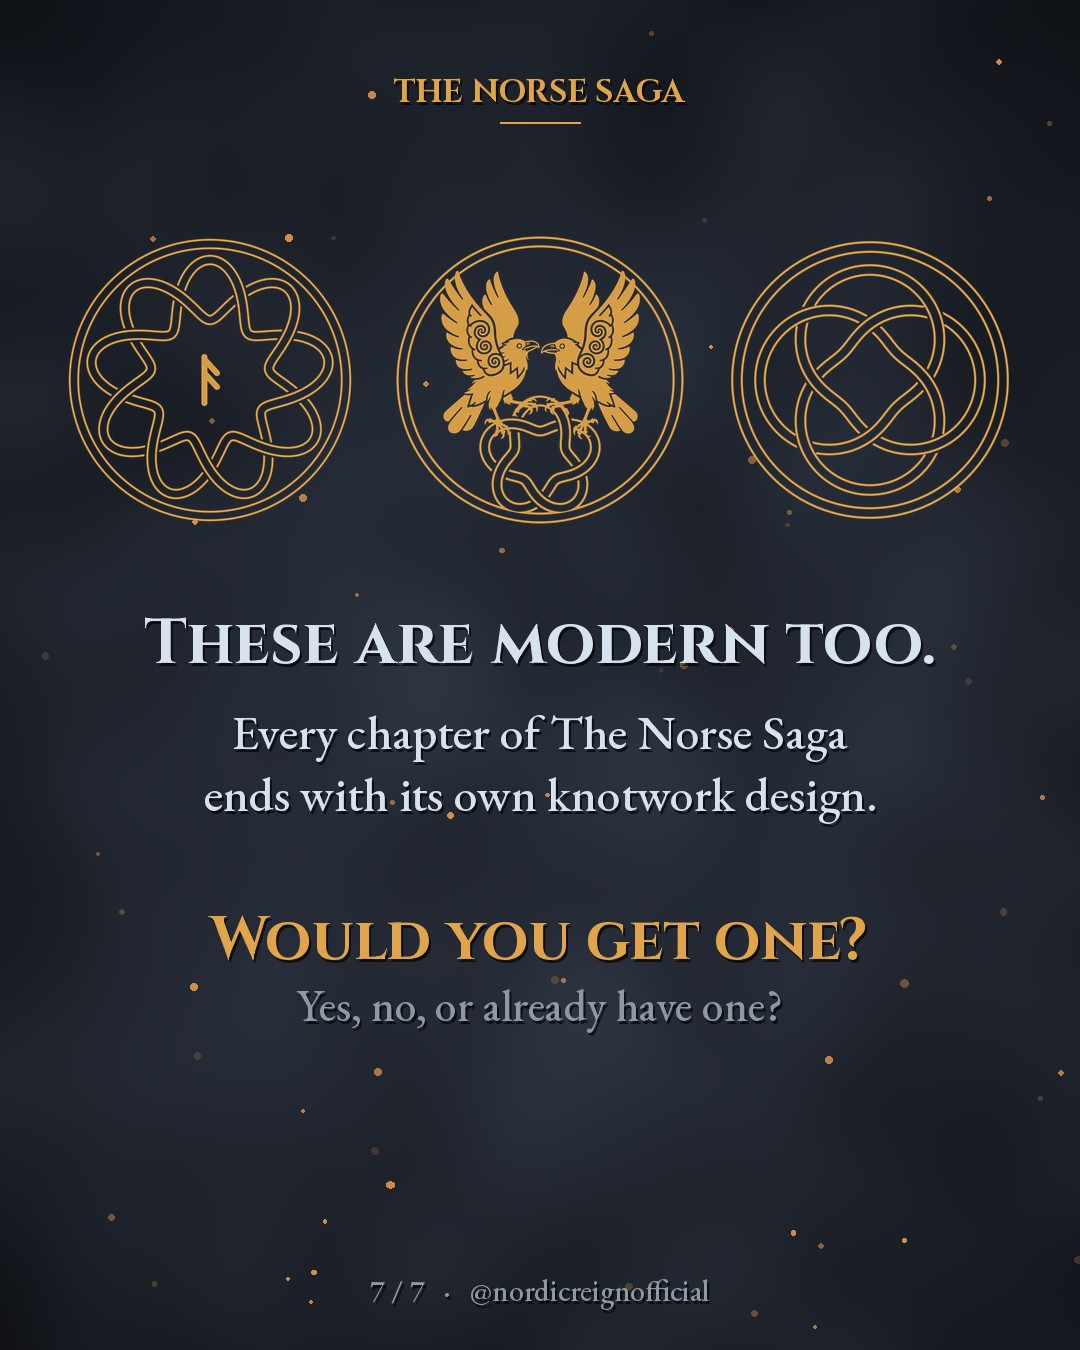 THE NORSE SAGA
ᚨ
THESE ARE MODERN TOO.
Every chapter of The Norse Saga
ends with its own knotwork design.
WOULD YOU GET ONE?
Yes, no, or already have one?
7 / 7 · @nordicreignofficial